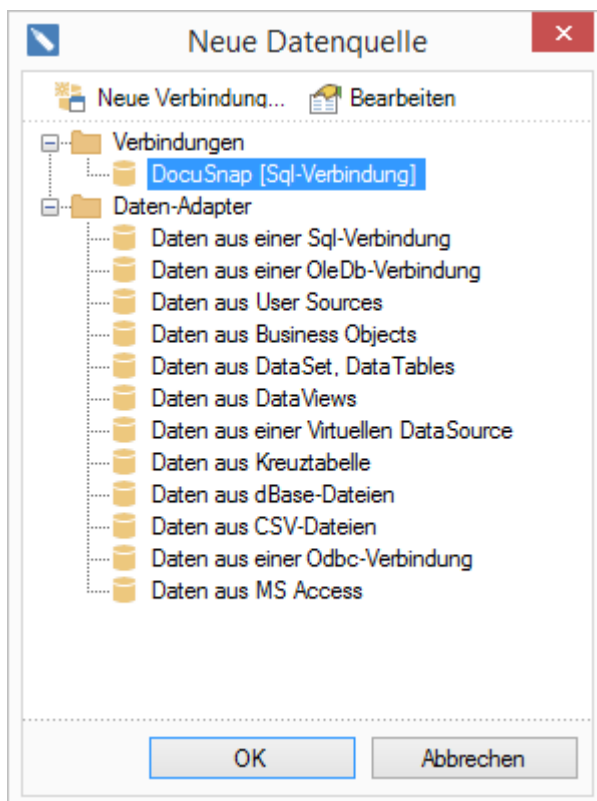 Neue Datenquelle
Neue Verbindung... Bearbeiten
Verbindungen
DocuSnap [Sql-Verbindung]
Daten-Adapter
Daten aus einer Sql-Verbindung
Daten aus einer OleDb-Verbindung
Daten aus User Sources
Daten aus Business Objects
Daten aus DataSet, DataTables
Daten aus DataViews
Daten aus einer Virtuellen DataSource
Daten aus Kreuztabelle
Daten aus dBase-Dateien
Daten aus CSV-Dateien
Daten aus einer Odbc-Verbindung
Daten aus MS Access
OK Abbrechen